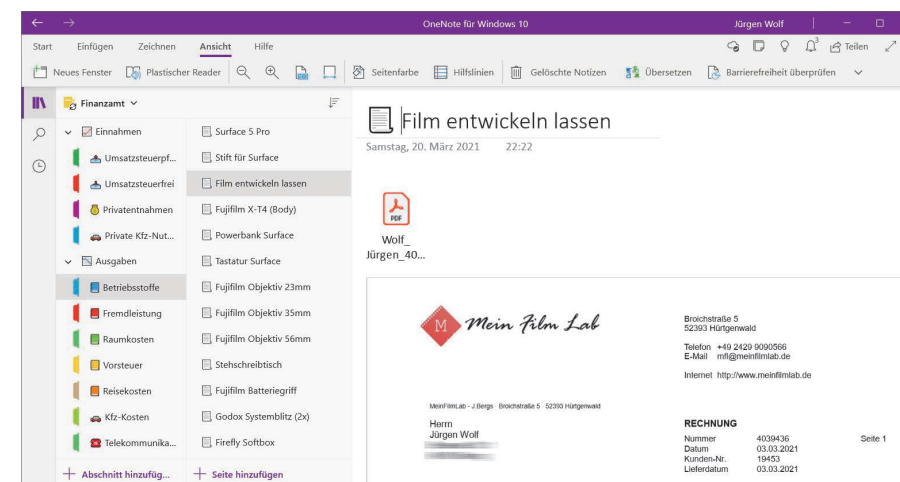 OneNote für Windows 10
Jürgen Wolf
Start Einfügen Zeichnen Ansicht Hilfe
3 Teilen
Neues Fenster Plastischer Reader Seitenfarbe Hilfslinien Gelöschte Notizen Übersetzen Barrierefreiheit überprüfen
Finanzamt
Einnahmen
Umsatzsteuerpf...
Umsatzsteuerfrei
Privatentnahmen
Private Kfz-Nut...
Ausgaben
Betriebsstoffe
Fremdleistung
Raumkosten
Vorsteuer
Reisekosten
Kfz-Kosten
Telekommunika...
Abschnitt hinzufüg...
Surface 5 Pro
Stift für Surface
Film entwickeln lassen
Fujifilm X-T4 (Body)
Powerbank Surface
Tastatur Surface
Fujifilm Objektiv 23mm
Fujifilm Objektiv 35mm
Fujifilm Objektiv 56mm
Stehschreibtisch
Fujifilm Batteriegriff
Godox Systemblitz (2x)
Firefly Softbox
Seite hinzufügen
Film entwickeln lassen
Samstag, 20. März 2021 22:22
PDF
Wolf_
Jürgen_40...
M Mein Film Lab
Broichstraße 5
52393 Hürtgenwald
Telefon +49 2429 9090566
E-Mail mfl@meinfilmlab.de
Internet http://www.meinfilmlab.de
MeinFilmLab - J.Bergs · Broichstraße 5 · 52393 Hürtgenwald
Herrn
Jürgen Wolf
RECHNUNG
Nummer 4039436 Seite 1
Datum 03.03.2021
Kunden-Nr. 19453
Lieferdatum 03.03.2021